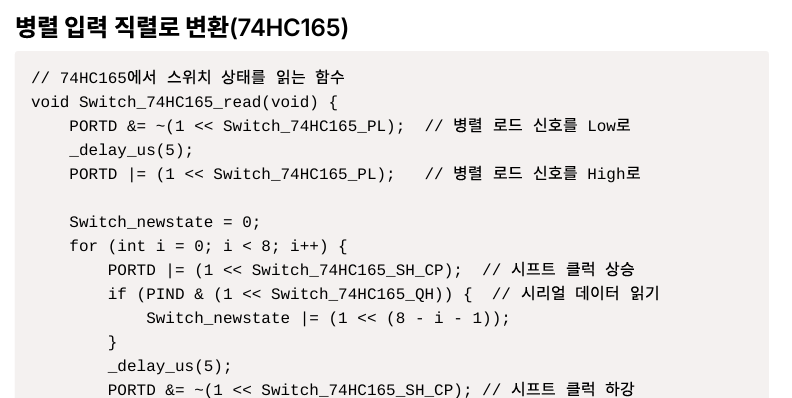 병렬 입력 직렬로 변환(74HC165)
// 74HC165에서 스위치 상태를 읽는 함수
void Switch_74HC165_read(void) {
    PORTD &= ~(1 << Switch_74HC165_PL);  // 병렬 로드 신호를 Low로
    _delay_us(5);
    PORTD |= (1 << Switch_74HC165_PL);   // 병렬 로드 신호를 High로
    Switch_newstate = 0;
    for (int i = 0; i < 8; i++) {
        PORTD |= (1 << Switch_74HC165_SH_CP);  // 시프트 클럭 상승
        if (PIND & (1 << Switch_74HC165_QH)) {  // 시리얼 데이터 읽기
            Switch_newstate |= (1 << (8 - i - 1));
        }
        _delay_us(5);
        PORTD &= ~(1 << Switch_74HC165_SH_CP); // 시프트 클럭 하강